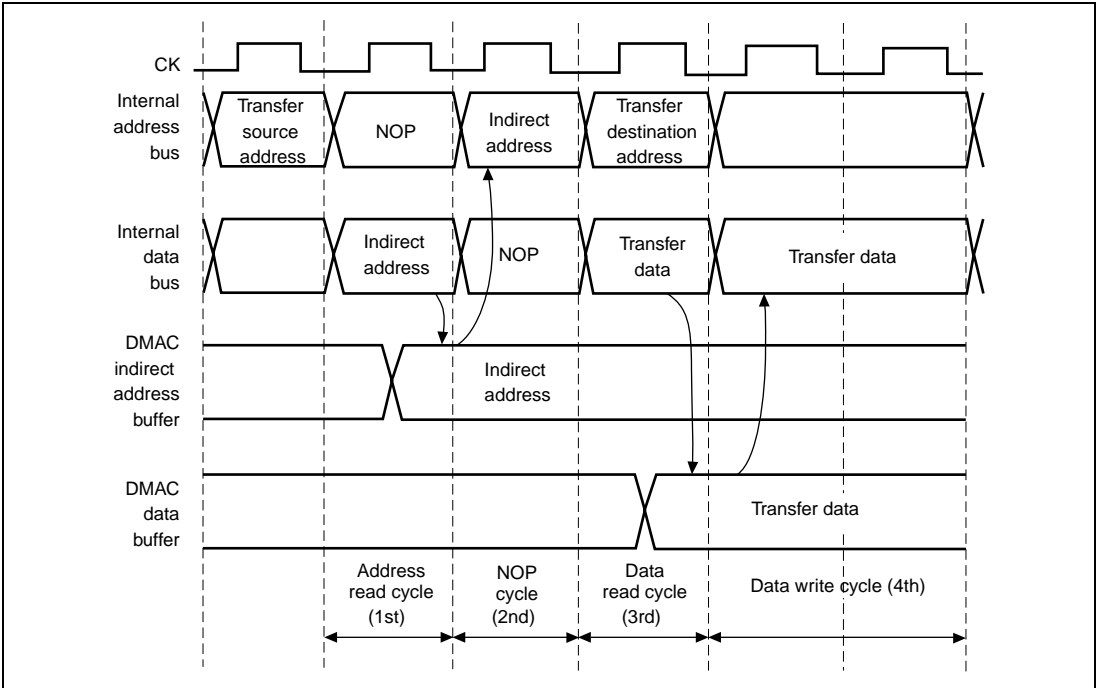 CK
Internal
address
bus
Transfer
source
address
NOP
Indirect
address
Transfer
destination
address
Internal
data
bus
Indirect
address
NOP
Transfer
data
Transfer data
DMAC
indirect
address
buffer
Indirect
address
DMAC
data
buffer
Transfer data
Address
read cycle
(1st)
NOP
cycle
(2nd)
Data
read cycle
(3rd)
Data write cycle (4th)